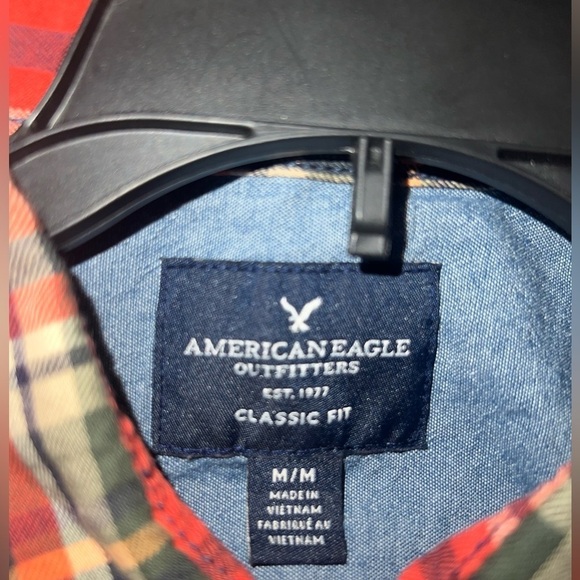 AMERICAN EAGLE
OUTFITTERS
EST. 1977
CLASSIC FIT
M/M
MADE IN
VIETNAM
FABRIQUÉ AU
VIETNAM